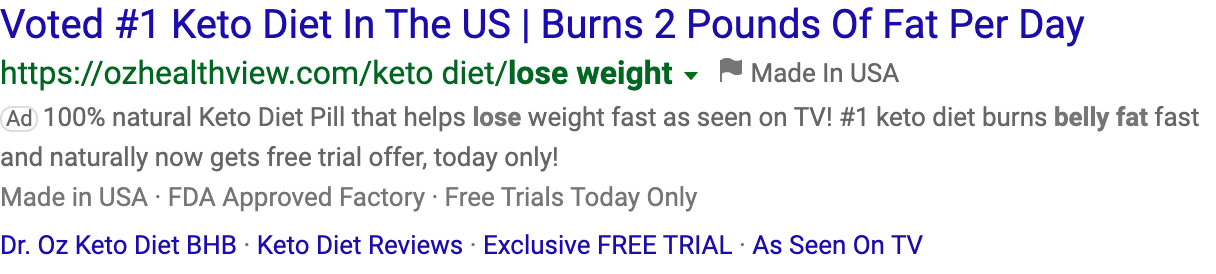 Voted #1 Keto Diet In The US | Burns 2 Pounds Of Fat Per Day
https://ozhealthview.com/keto diet/lose weight Made In USA
Ad 100% natural Keto Diet Pill that helps lose weight fast as seen on TV! #1 keto diet burns belly fat fast
and naturally now gets free trial offer, today only!
Made in USA · FDA Approved Factory · Free Trials Today Only
Dr. Oz Keto Diet BHB · Keto Diet Reviews · Exclusive FREE TRIAL · As Seen On TV